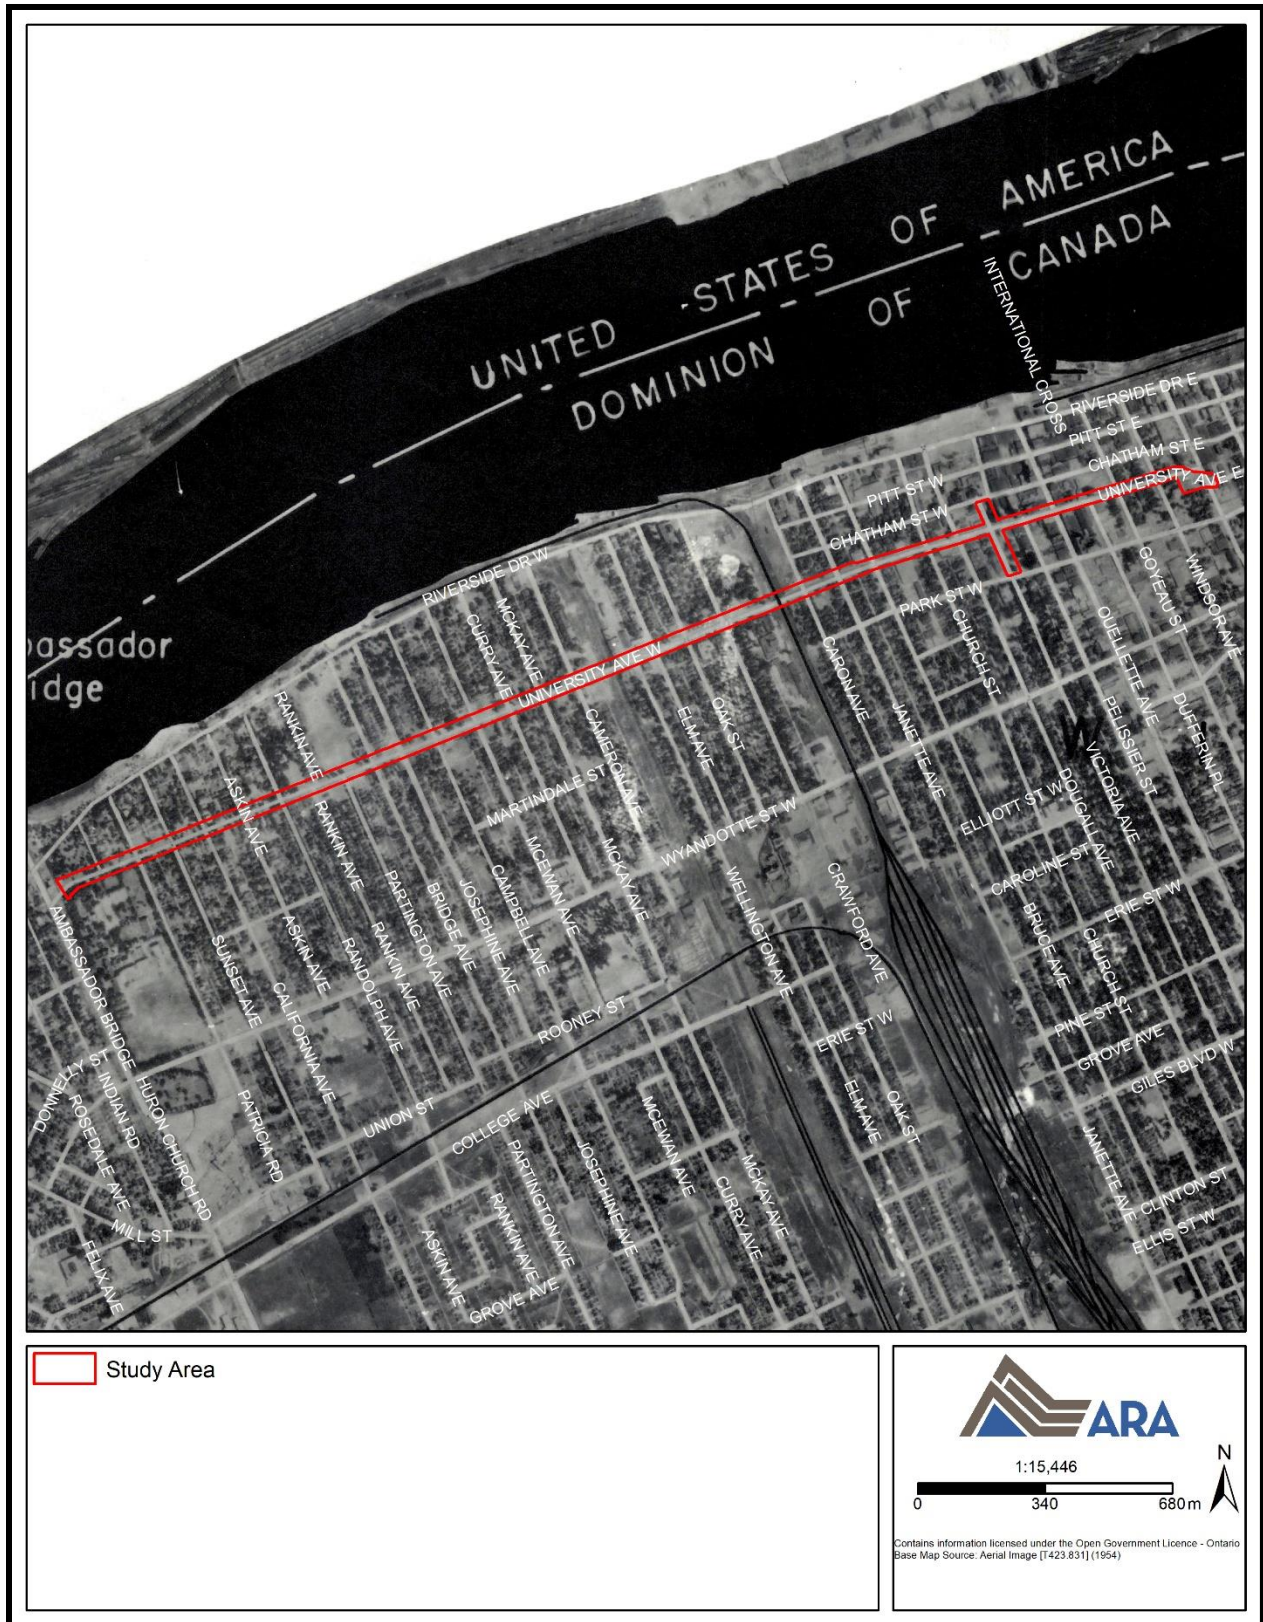 UNITED STATES OF AMERICA
DOMINION OF CANADA
INTERNATIONAL CROSS
RIVERSIDE DR E
PITT ST E
CHATHAM ST E
UNIVERSITY AVE E
PITT ST W
CHATHAM ST W
PARK ST W
RIVERSIDE DR W
MCKAY AVE
CURRY AVE
UNIVERSITY AVE W
GOYEAU ST
WINDSOR AVE
OUELLETTE AVE
CHURCH ST
CARON AVE
JANETTE AVE
PELISSIER ST
DUFFERIN PL
W
VICTORIA AVE
DOUGALL AVE
bassador
idge
RANKIN AVE
CAMERON AVE
ELM AVE
OAK ST
ASKIN AVE
RANKIN AVE
MARTINDALE ST
WYANDOTTE ST W
ELLIOTT ST W
CAROLINE ST
ERIE ST W
PARTINGTON AVE
BRIDGE AVE
JOSEPHINE AVE
CAMPBELL AVE
MCEWAN AVE
MCKAY AVE
WELLINGTON AVE
CRAWFORD AVE
BRUCE AVE
CHURCH ST
AMBASSADOR BRIDGE
SUNSET AVE
ASKIN AVE
CALIFORNIA AVE
RANDOLPH AVE
RANKIN AVE
ROONEY ST
ERIE ST W
PINE ST
GROVE AVE
GILES BLVD W
DONNELLY ST
INDIAN RD
ROSEDALE AVE
HURON CHURCH RD
PATRICIA RD
UNION ST
COLLEGE AVE
ELM AVE
OAK ST
JANETTE AVE
CLINTON ST
ELLIS ST W
MILL ST
FELIX AVE
ASKIN AVE
RANKIN AVE
PARTINGTON AVE
GROVE AVE
JOSEPHINE AVE
MCEWAN AVE
CURRY AVE
MCKAY AVE
Study Area
ARA
1:15,446
N
0 340 680 m
Contains information licensed under the Open Government Licence - Ontario
Base Map Source: Aerial Image [T423.831] (1954)